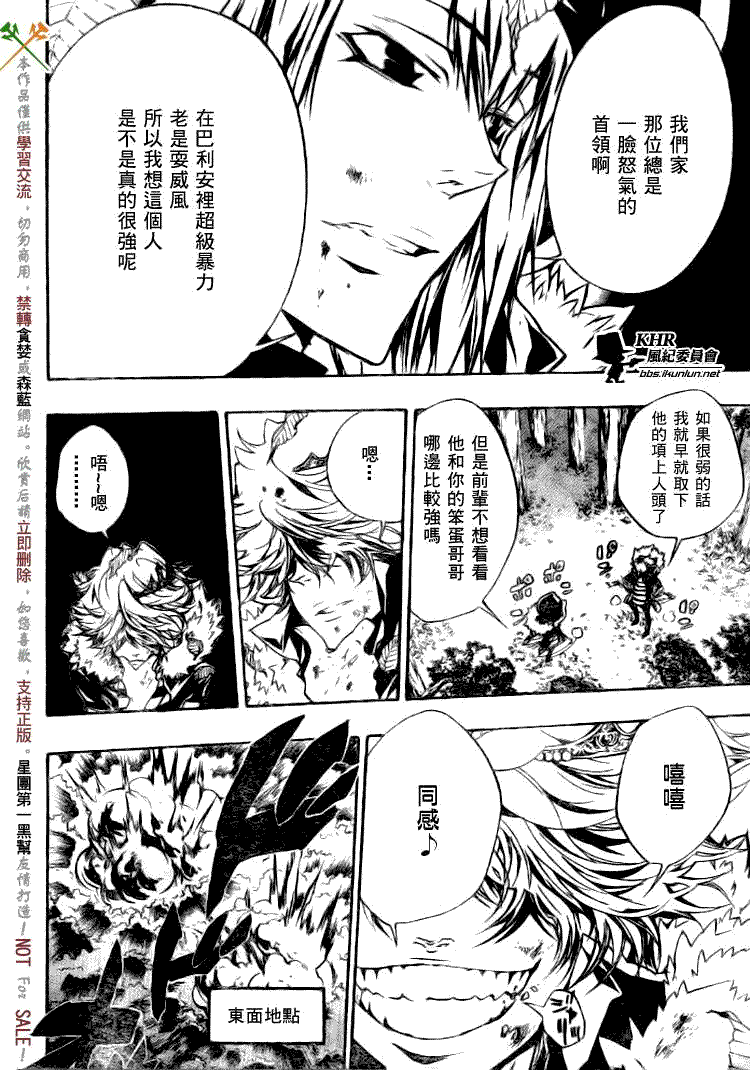 我們家
那位總是
一臉怒氣的
首領啊
在巴利安裡超級暴力
老是耍威風
所以我想這個人
是不是真的很強呢
KHR
風紀委員會
bbs.ikunlun.net
如果很弱的話
我就早就取下
他的項上人頭了
但是前輩不想看看
他和你的笨蛋哥哥
哪邊比較強嗎
嗯…
唔~~嗯
………
嘻嘻
同感♪
東面地點
本作品僅供學習交流，切勿商用，禁轉貪婪威森藍網站。欣賞后請立即刪除，如您喜歡，支持正版。星團第一黑幫友情打造！NOT For SALE！